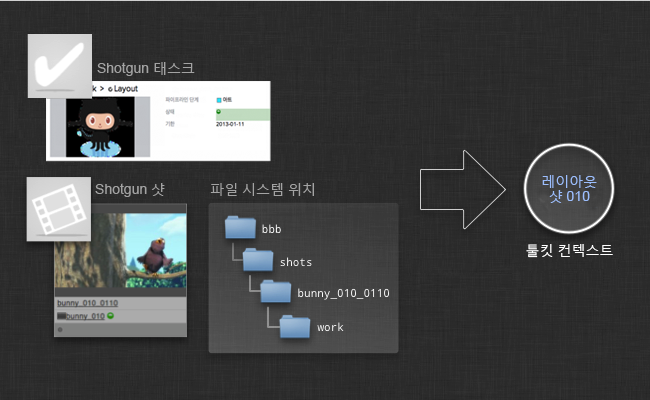 Shotgun 태스크
k > Layout
파이프라인 단계
아트
상태
기한
2013-01-11
Shotgun 샷
bunny_010_0110
bunny_010
파일 시스템 위치
bbb
shots
bunny_010_0110
work
레이아웃
샷 010
툴킷 컨텍스트